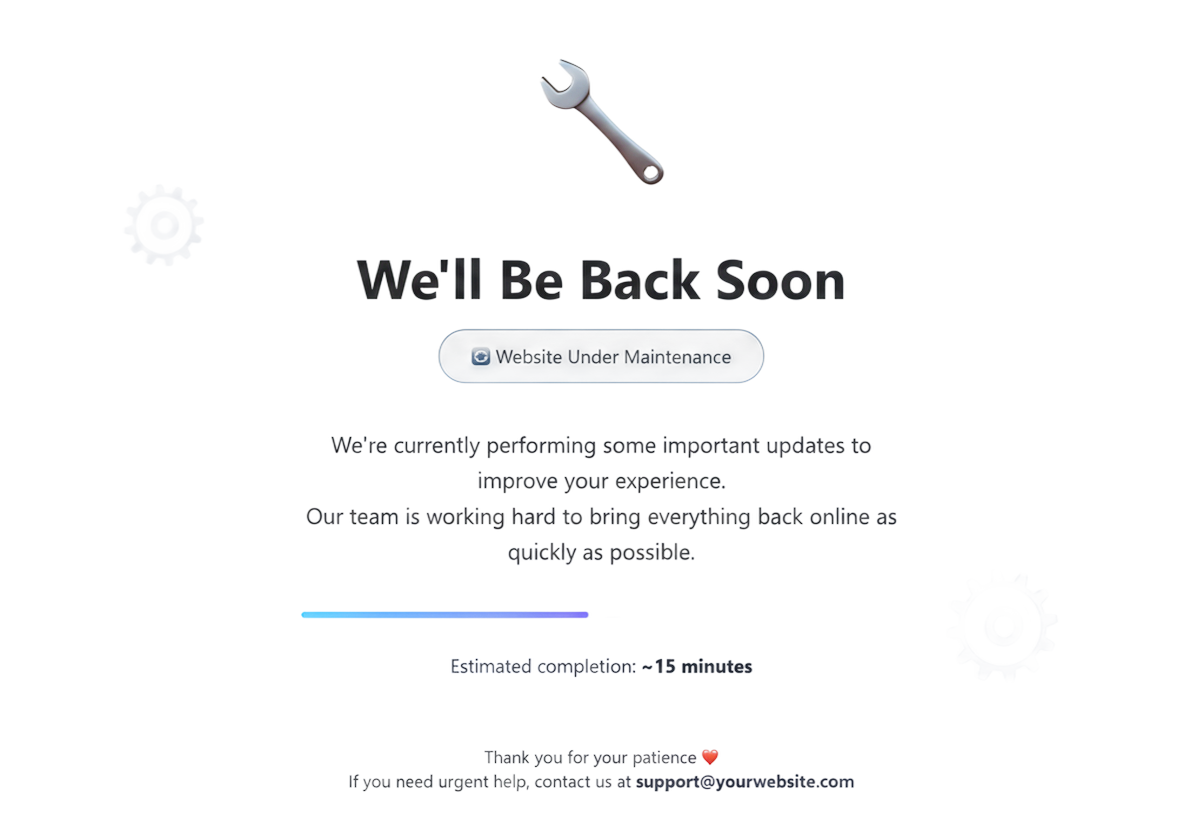 We'll Be Back Soon
🔄 Website Under Maintenance
We're currently performing some important updates to
improve your experience.
Our team is working hard to bring everything back online as
quickly as possible.
Estimated completion: ~15 minutes
Thank you for your patience ❤️
If you need urgent help, contact us at support@yourwebsite.com